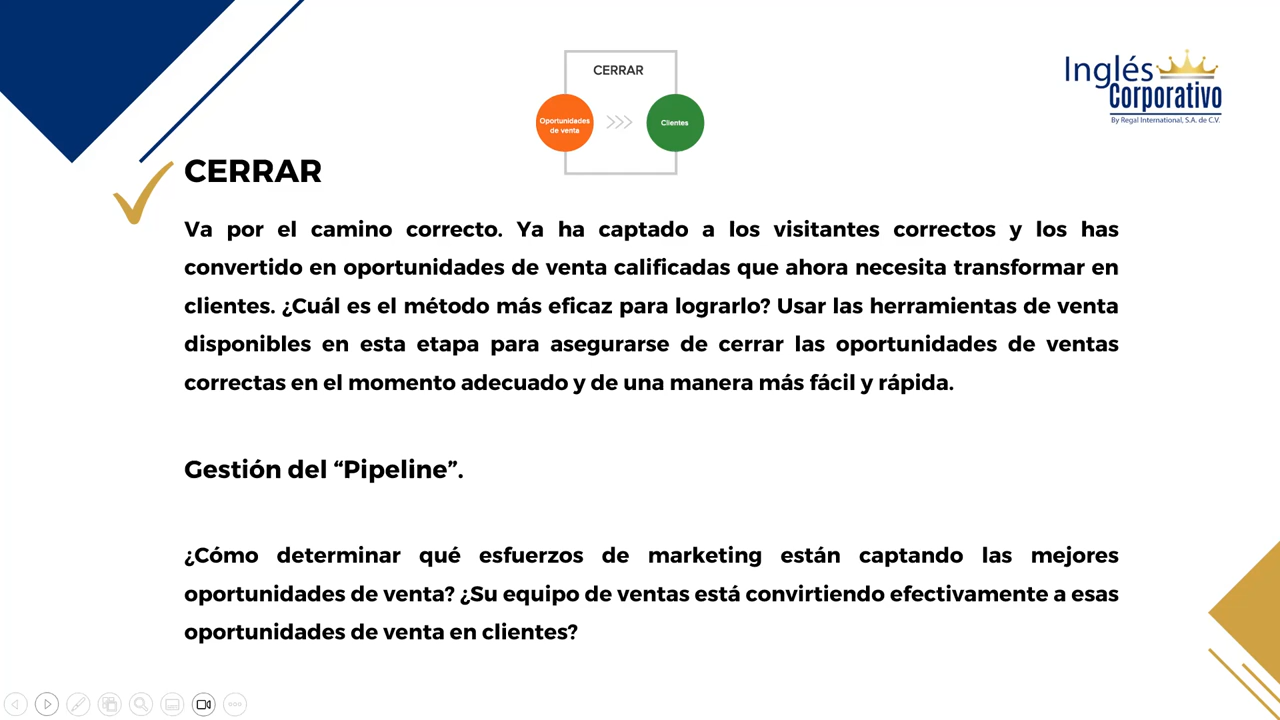 CERRAR
Oportunidades
de venta
Clientes
Inglés
Corporativo
By Regal International, S.A. de C.V.
CERRAR
Va por el camino correcto. Ya ha captado a los visitantes correctos y los has
convertido en oportunidades de venta calificadas que ahora necesita transformar en
clientes. ¿Cuál es el método más eficaz para lograrlo? Usar las herramientas de venta
disponibles en esta etapa para asegurarse de cerrar las oportunidades de ventas
correctas en el momento adecuado y de una manera más fácil y rápida.
Gestión del “Pipeline”.
¿Cómo determinar qué esfuerzos de marketing están captando las mejores
oportunidades de venta? ¿Su equipo de ventas está convirtiendo efectivamente a esas
oportunidades de venta en clientes?